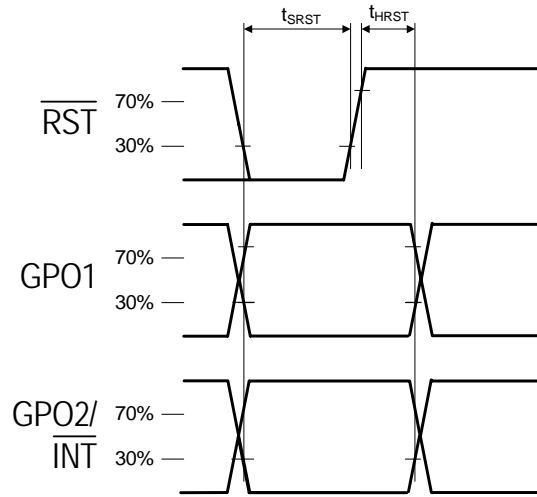 tSRST
tHRST
70%
RST
30%
70%
GPO1
30%
GPO2/
70%
INT
30%